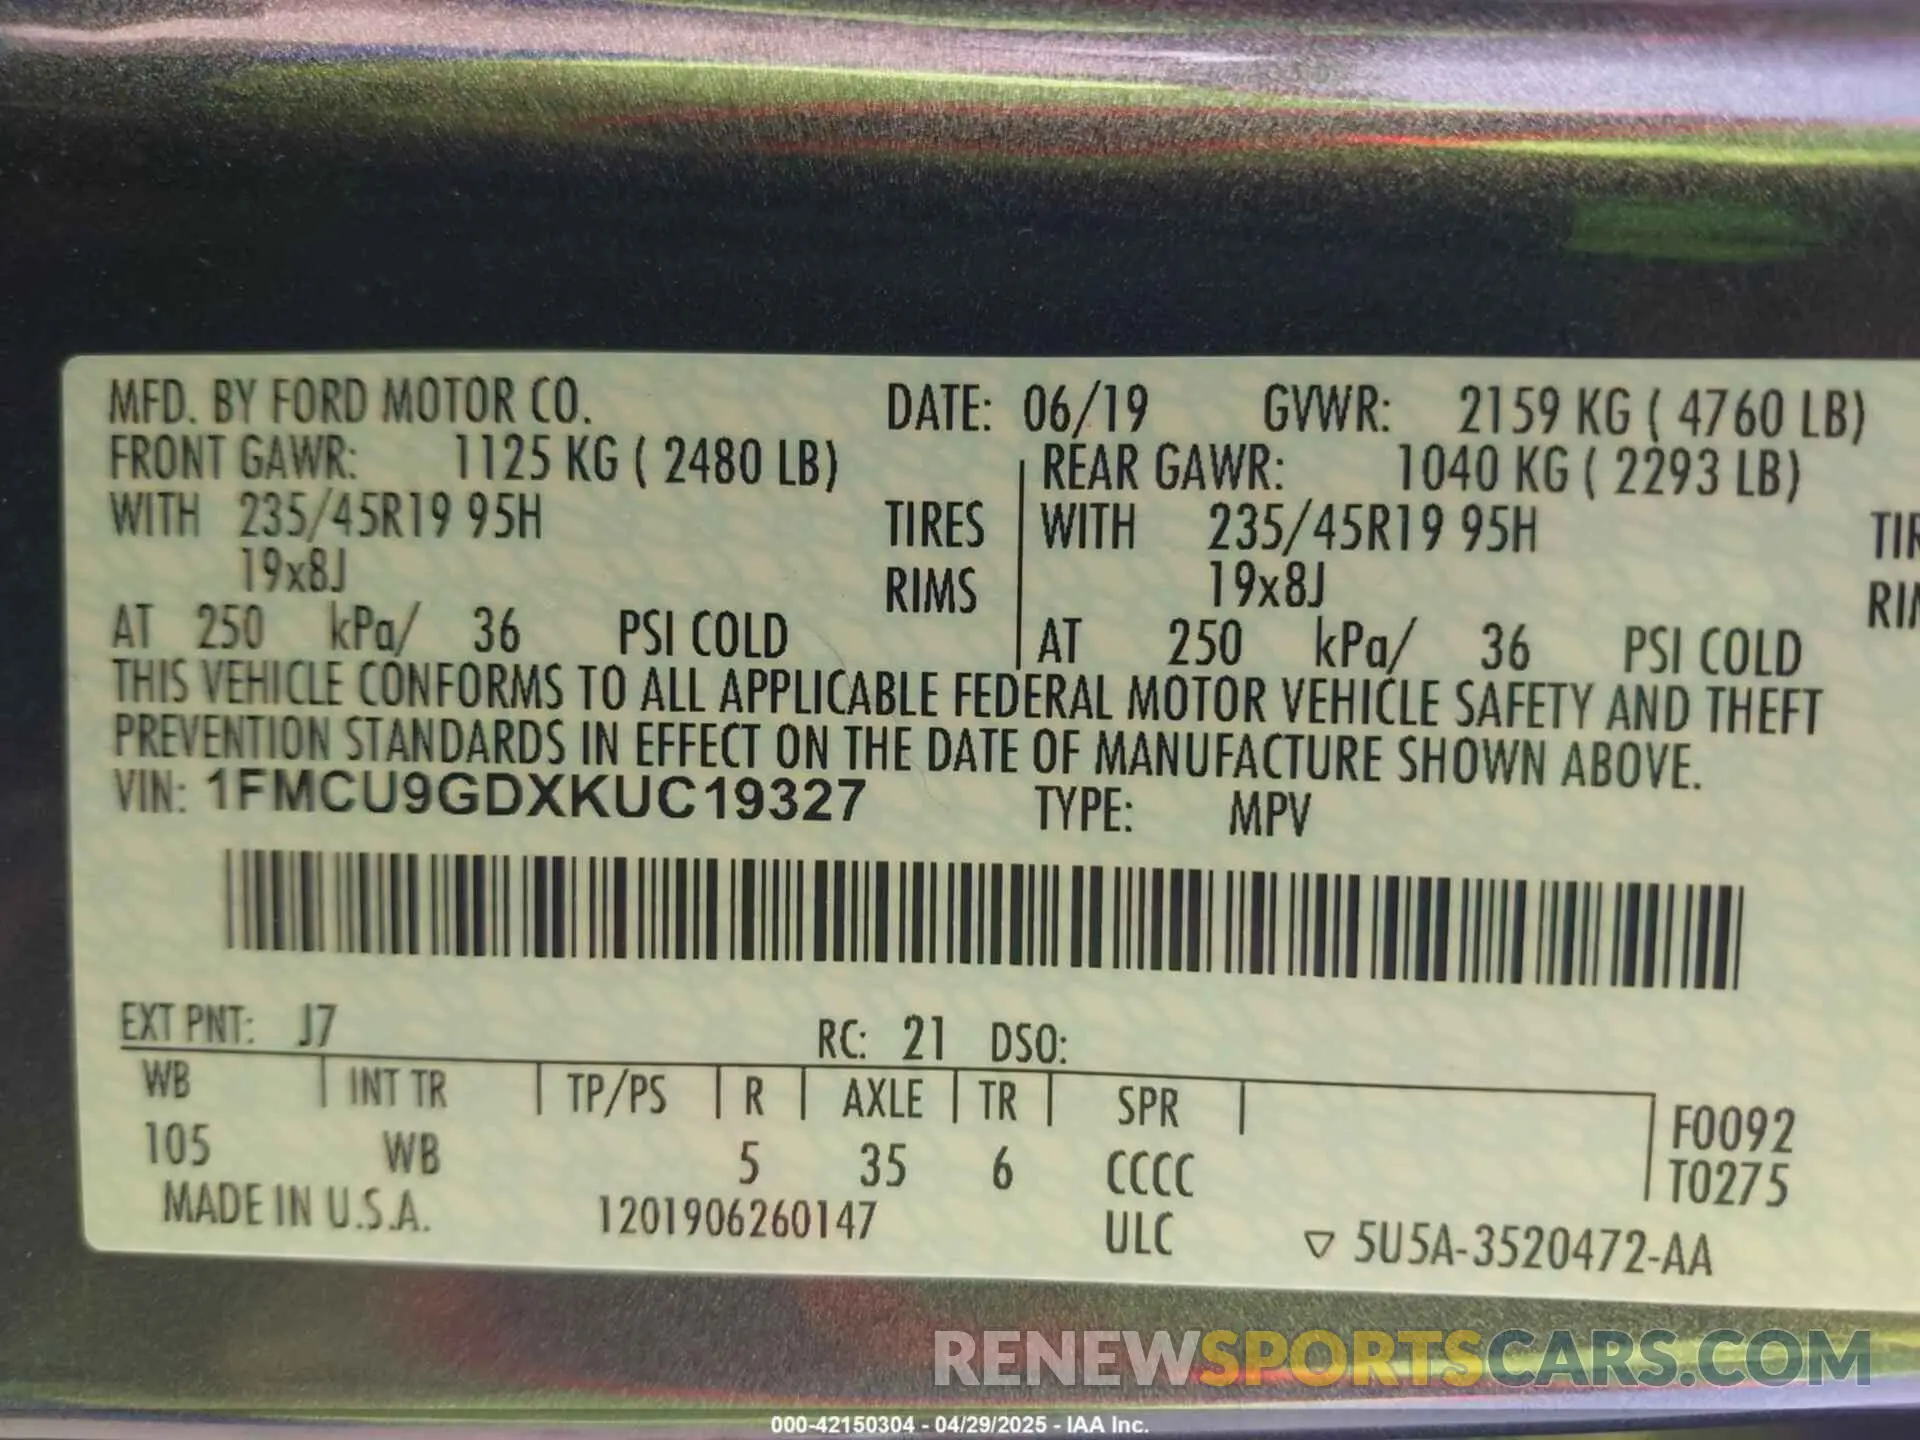 MFD. BY FORD MOTOR CO. DATE: 06/19 GVWR: 2159 KG ( 4760 LB)
FRONT GAWR: 1125 KG ( 2480 LB) REAR GAWR: 1040 KG ( 2293 LB)
WITH 235/45R19 95H TIRES WITH 235/45R19 95H
19x8J RIMS 19x8J
AT 250 kPa/ 36 PSI COLD AT 250 kPa/ 36 PSI COLD
THIS VEHICLE CONFORMS TO ALL APPLICABLE FEDERAL MOTOR VEHICLE SAFETY AND THEFT
PREVENTION STANDARDS IN EFFECT ON THE DATE OF MANUFACTURE SHOWN ABOVE.
VIN: 1FMCU9GDXKUC19327 TYPE: MPV
EXT PNT: J7 RC: 21 DSO:
WB INT TR TP/PS R AXLE TR SPR F0092
105 WB 5 35 6 CCCC T0275
MADE IN U.S.A. 1201906260147 ULC ▽ 5U5A-3520472-AA
RENEWSPORTSCARS.COM
000-42150304 - 04/29/2025 - IAA Inc.